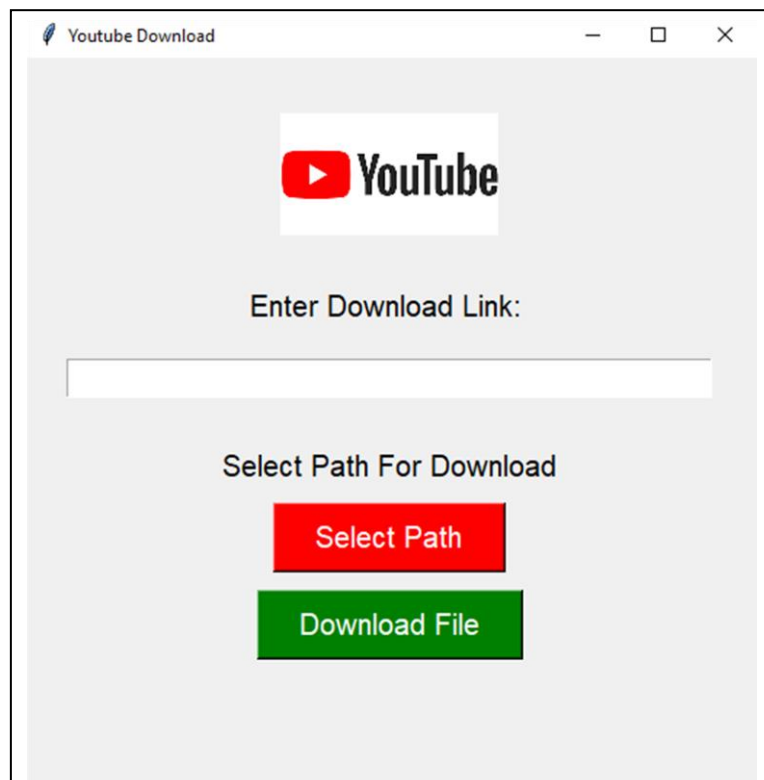 Youtube Download
YouTube
Enter Download Link:
Select Path For Download
Select Path
Download File